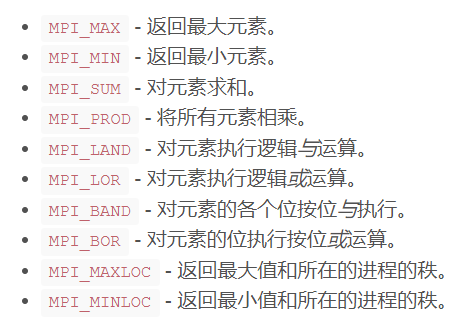 • MPI_MAX - 返回最大元素。
• MPI_MIN - 返回最小元素。
• MPI_SUM - 对元素求和。
• MPI_PROD - 将所有元素相乘。
• MPI_LAND - 对元素执行逻辑与运算。
• MPI_LOR - 对元素执行逻辑或运算。
• MPI_BAND - 对元素的各个位按位与执行。
• MPI_BOR - 对元素的位执行按位或运算。
• MPI_MAXLOC - 返回最大值和所在的进程的秩。
• MPI_MINLOC - 返回最小值和所在的进程的秩。